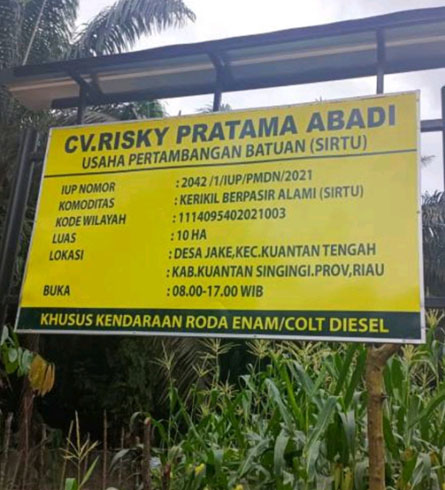 CV.RISKY PRATAMA ABADI
USAHA PERTAMBANGAN BATUAN (SIRTU)
IUP NOMOR : 2042 /1/IUP/PMDN/2021
KOMODITAS : KERIKIL BERPASIR ALAMI (SIRTU)
KODE WILAYAH : 1114095402021003
LUAS : 10 HA
LOKASI : DESA JAKE,KEC.KUANTAN TENGAH
: KAB.KUANTAN SINGINGI.PROV,RIAU
BUKA : 08.00-17.00 WIB
KHUSUS KENDARAAN RODA ENAM/COLT DIESEL